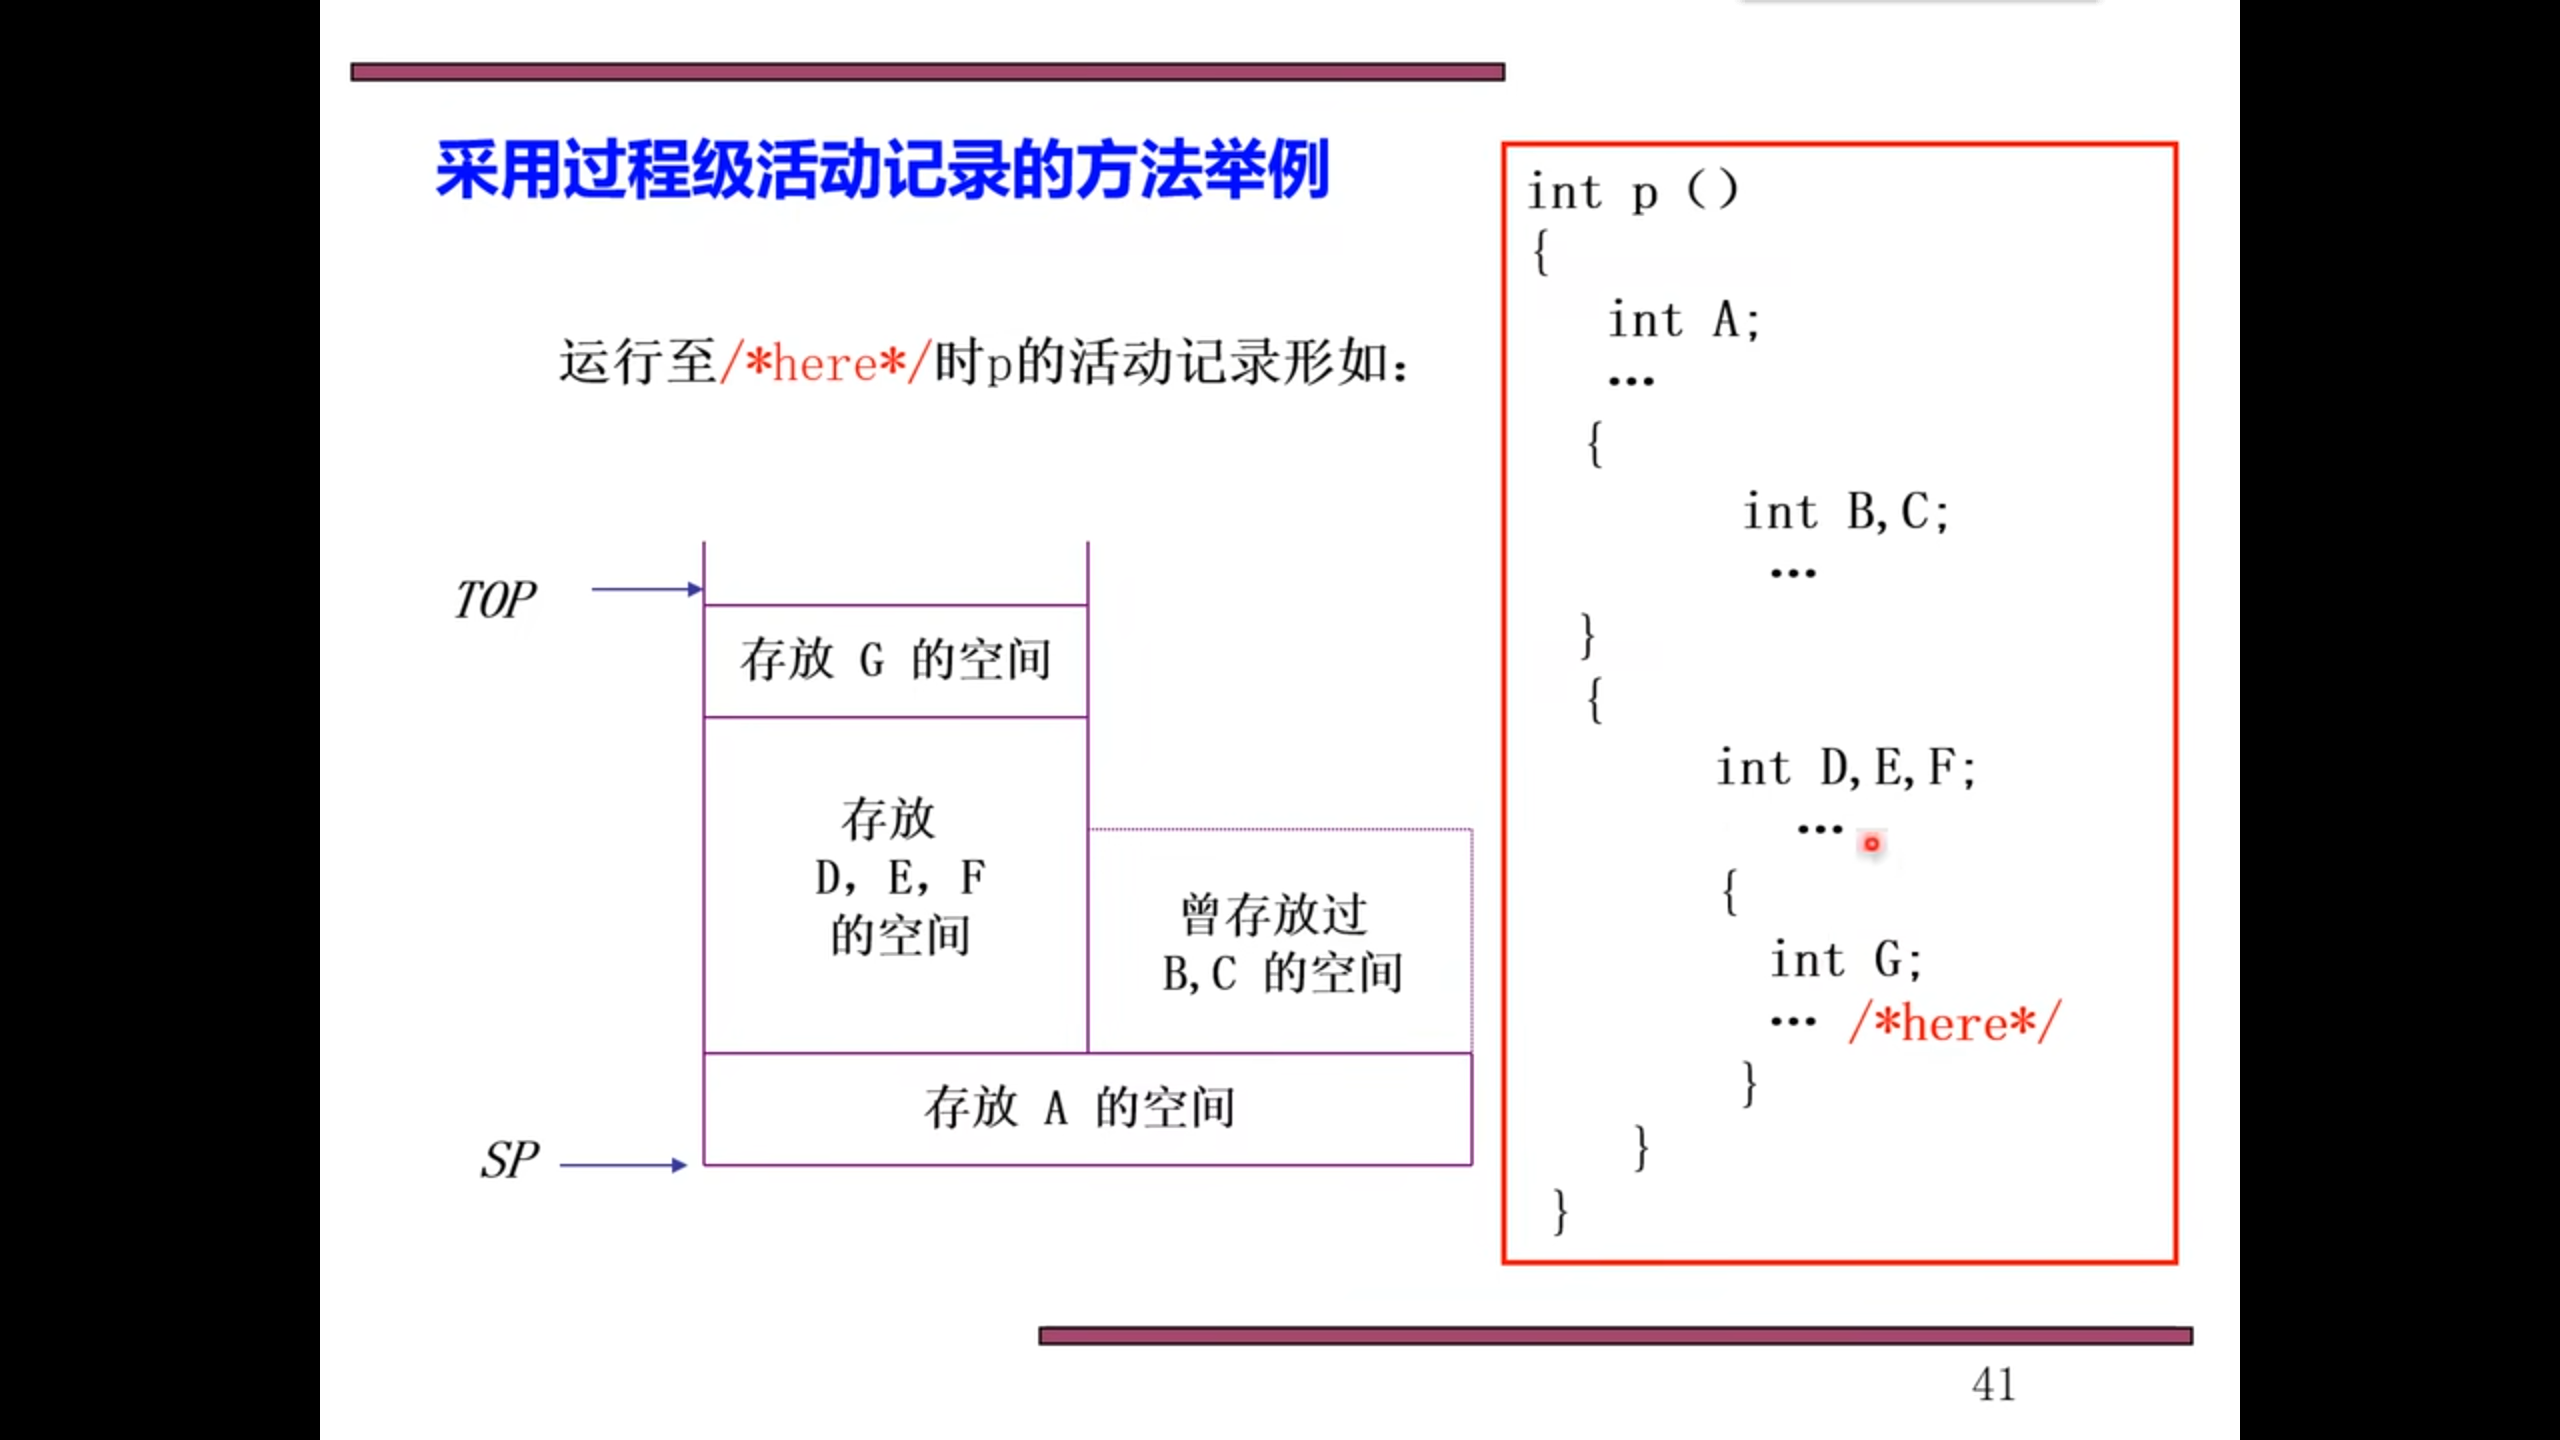 采用过程级活动记录的方法举例
运行至/*here*/时p的活动记录形如：
TOP
存放 G 的空间
存放
D，E，F
的空间
曾存放过
B,C 的空间
存放 A 的空间
SP
int p（）
{
int A;
…
{
int B,C;
…
}
{
int D,E,F;
…
{
int G;
… /*here*/
}
}
}
41